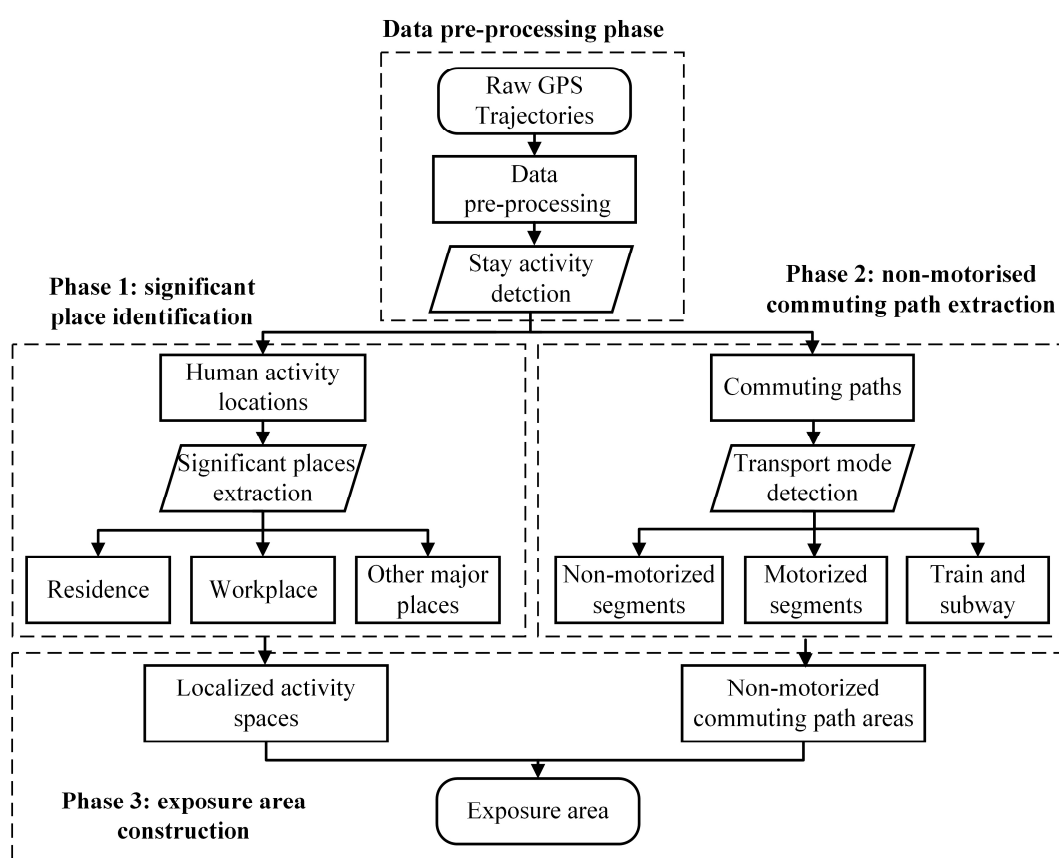 Data pre-processing phase
Raw GPS
Trajectories
Data
pre-processing
Stay activity
detction
Phase 1: significant
place identification
Phase 2: non-motorised
commuting path extraction
Human activity
locations
Significant places
extraction
Residence
Workplace
Other major
places
Commuting paths
Transport mode
detection
Non-motorized
segments
Motorized
segments
Train and
subway
Localized activity
spaces
Non-motorized
commuting path areas
Phase 3: exposure area
construction
Exposure area